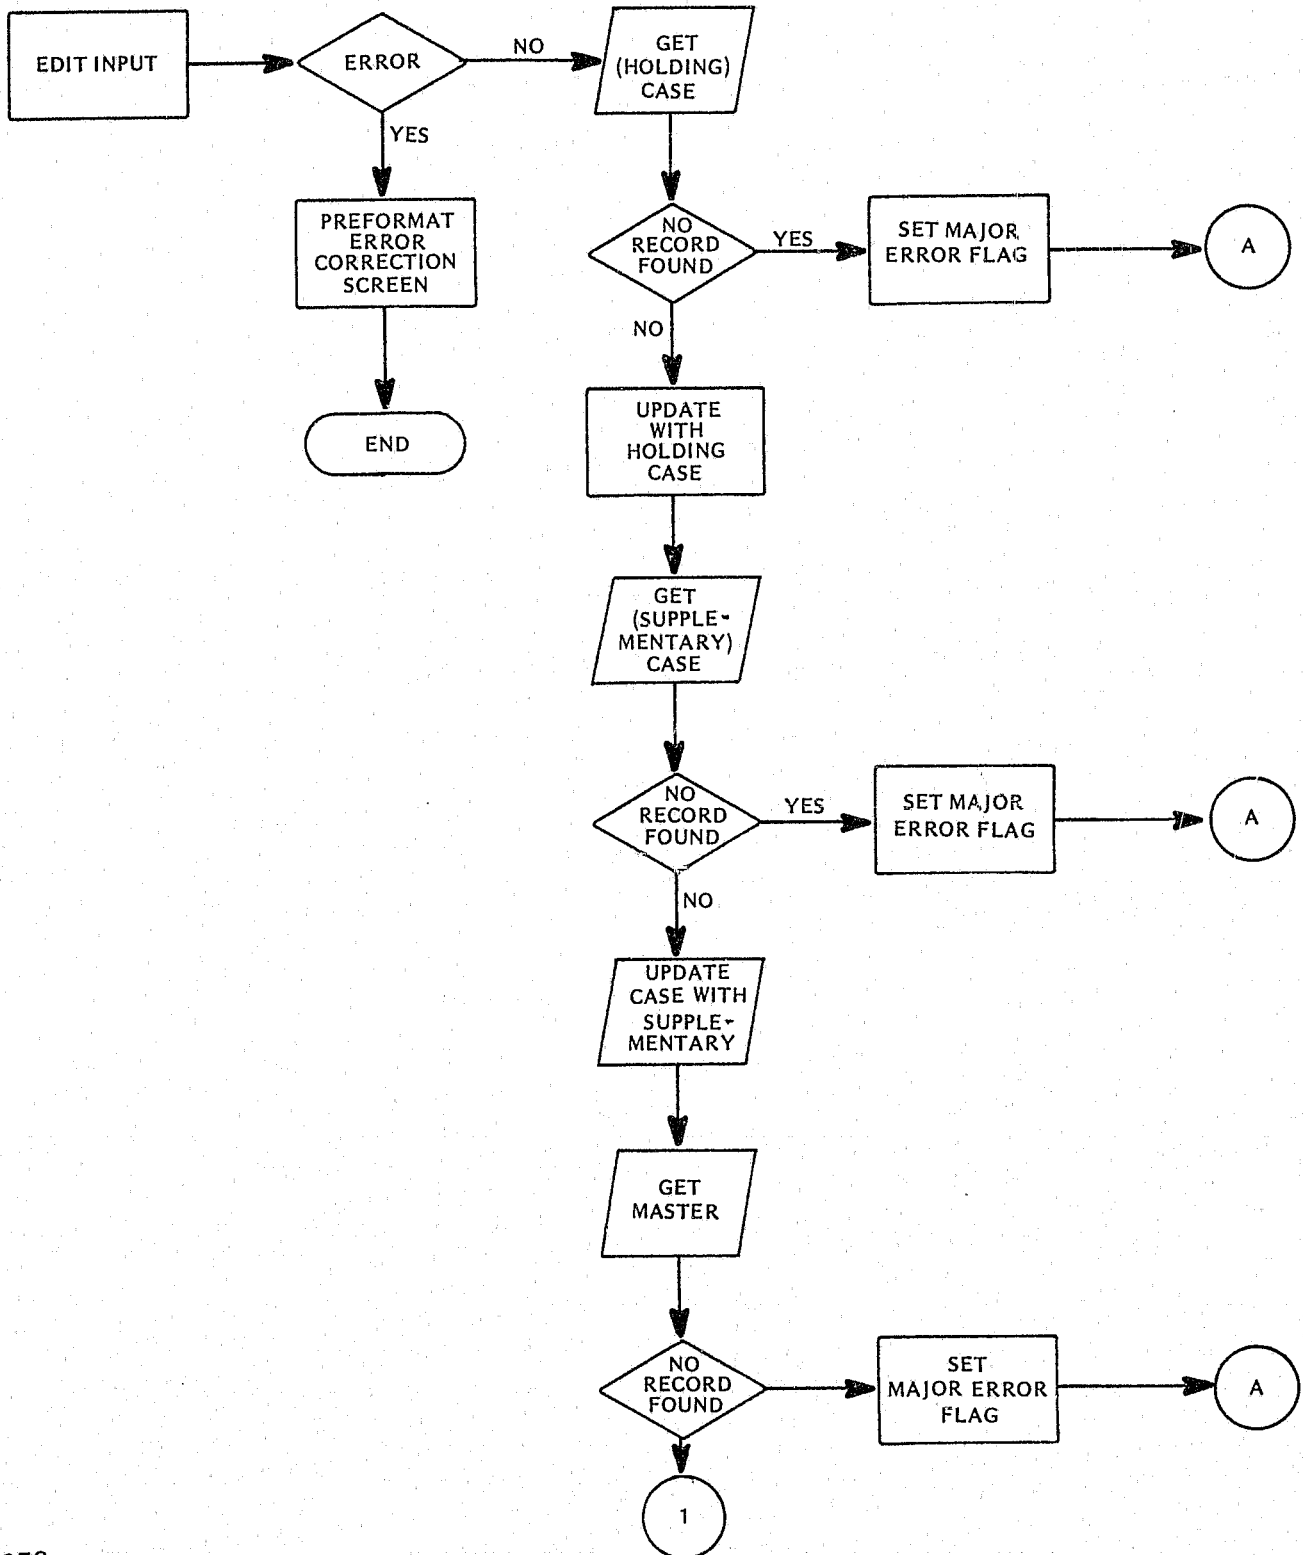 EDIT INPUT
ERROR
NO
GET
(HOLDING)
CASE
YES
PREFORMAT
ERROR
CORRECTION
SCREEN
END
NO
RECORD
FOUND
YES
SET MAJOR
ERROR FLAG
A
NO
UPDATE
WITH
HOLDING
CASE
GET
(SUPPLE-
MENTARY)
CASE
NO
RECORD
FOUND
YES
SET MAJOR
ERROR FLAG
A
NO
UPDATE
CASE WITH
SUPPLE-
MENTARY
GET
MASTER
NO
RECORD
FOUND
SET
MAJOR ERROR
FLAG
A
1